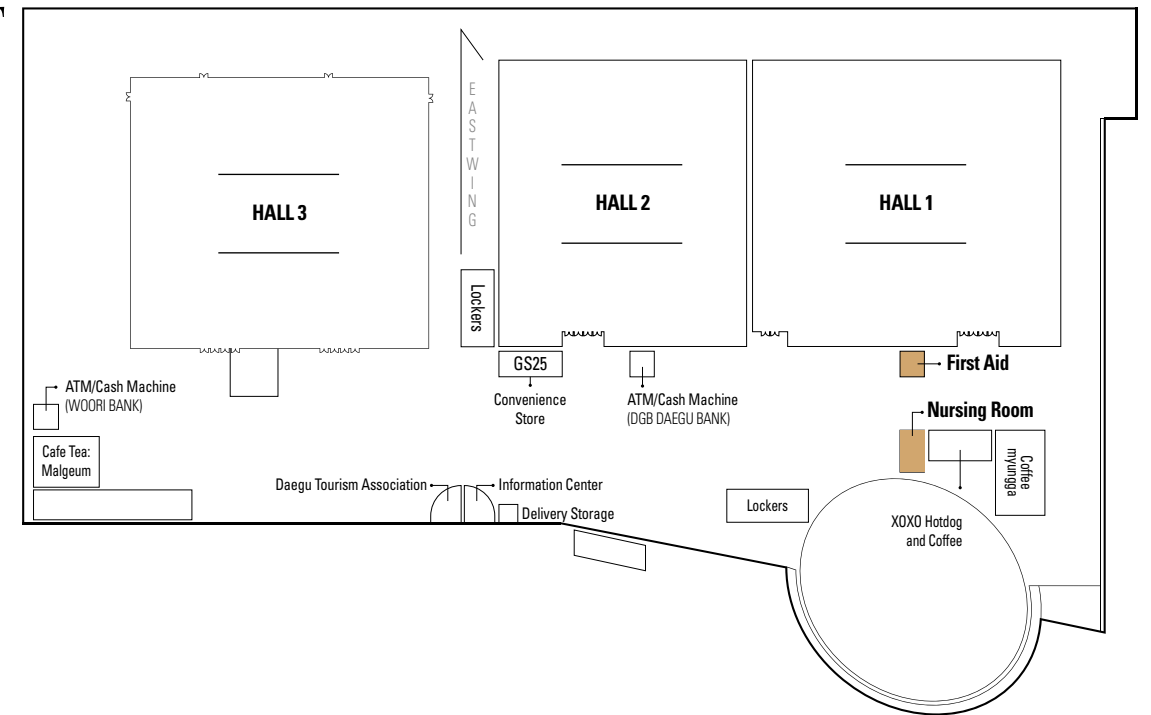 EASTWING
HALL 3
HALL 2
HALL 1
Lockers
GS25
Convenience
Store
ATM/Cash Machine
(DGB DAEGU BANK)
First Aid
ATM/Cash Machine
(WOORI BANK)
Nursing Room
Cafe Tea:
Malgeum
Coffee
myungga
Daegu Tourism Association
Information Center
Delivery Storage
Lockers
XOXO Hotdog
and Coffee